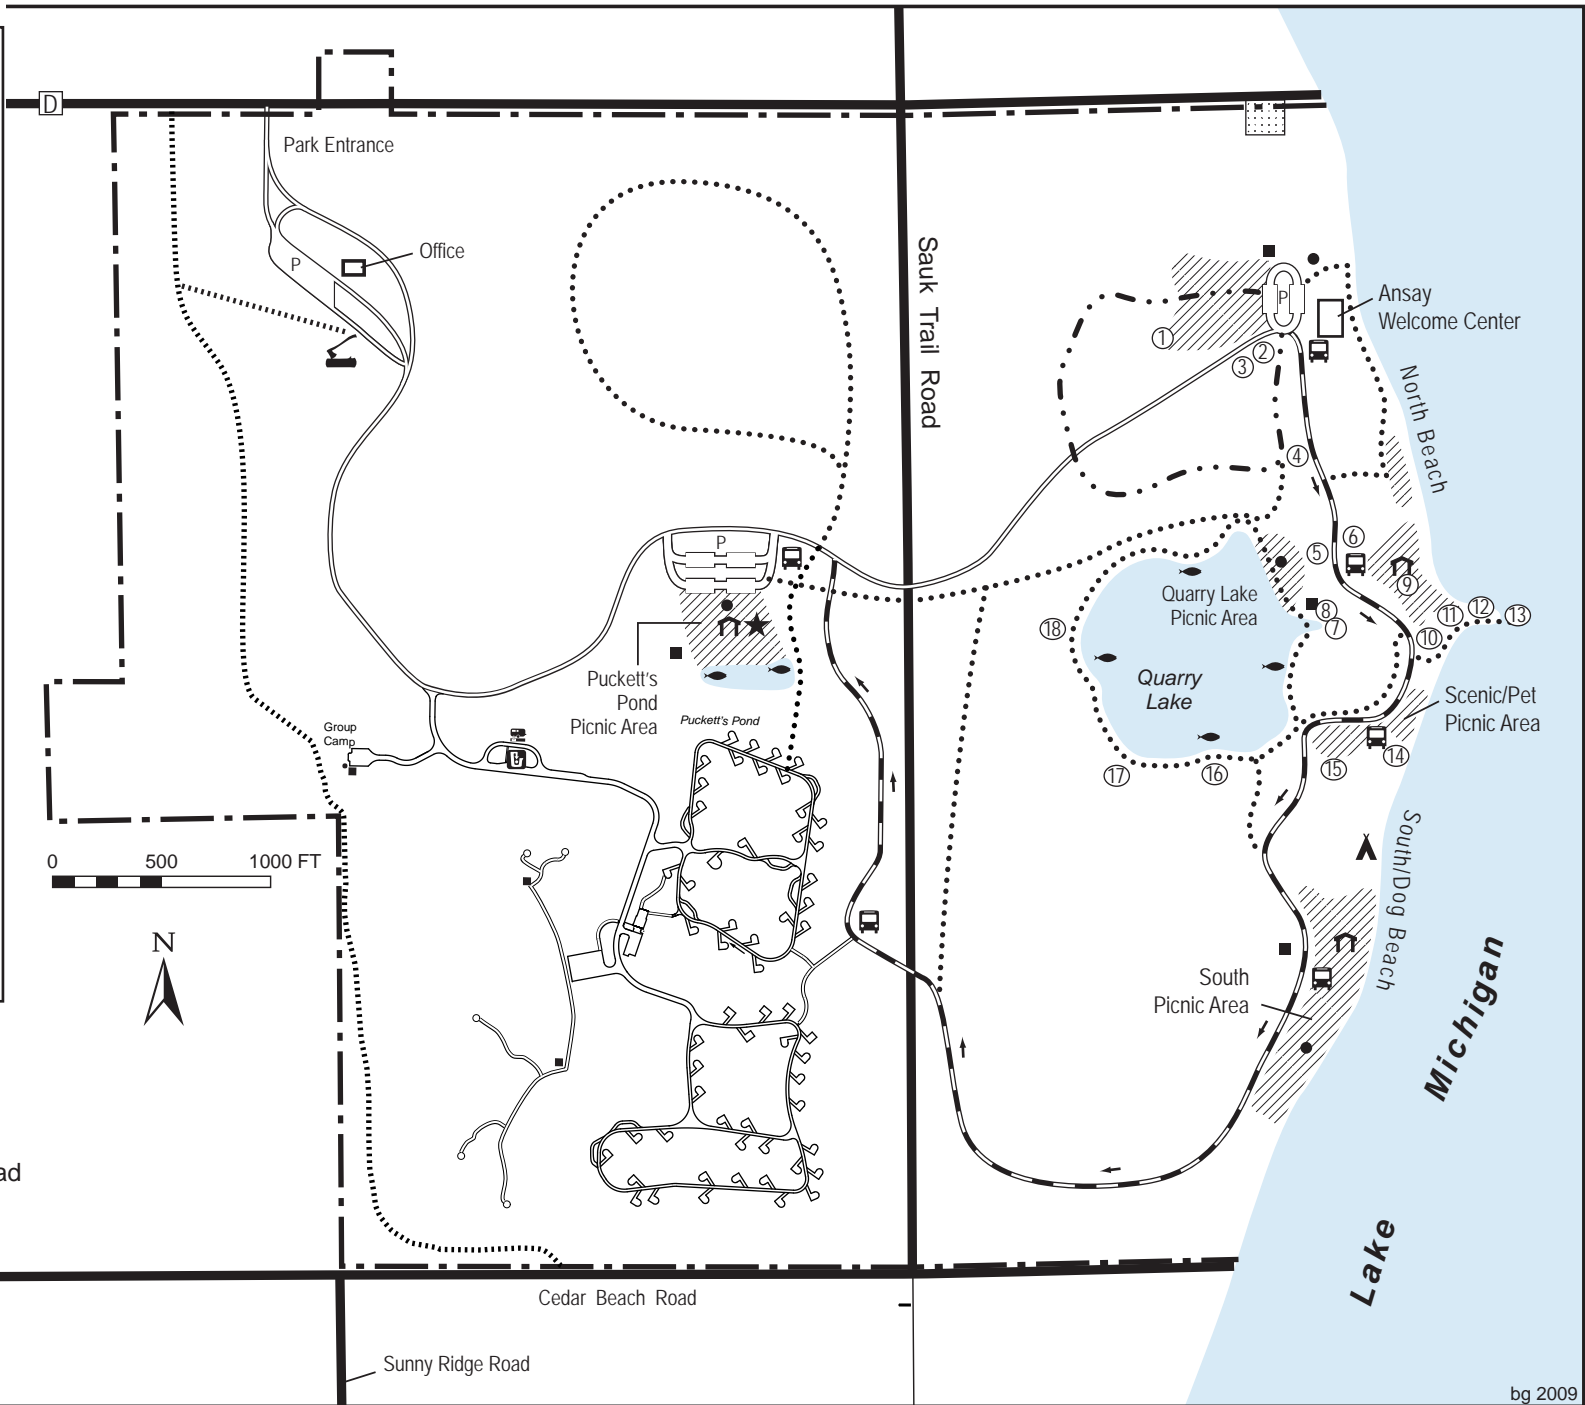 D
Park Entrance
Office
P
Sauk Trail Road
P
Ansay
Welcome Center
1
2
3
North Beach
4
5
6
P
Quarry Lake
Picnic Area
7
8
9
10
11
12
13
18
Puckett's
Pond
Picnic Area
Puckett's Pond
Quarry
Lake
Scenic/Pet
Picnic Area
Group
Camp
17
16
15
14
South/Dog Beach
0 500 1000 FT
N
South
Picnic Area
Lake Michigan
ad
Cedar Beach Road
Sunny Ridge Road
bg 2009